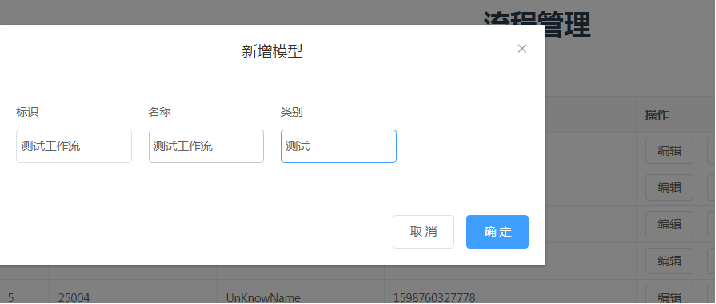 流程管理
新增模型
标识 名称 类别
操作
测试工作流 测试工作流 测试
编辑
编辑
编辑
取消 确定
编辑
5 25004 UnKnowName 1598760327778 编辑